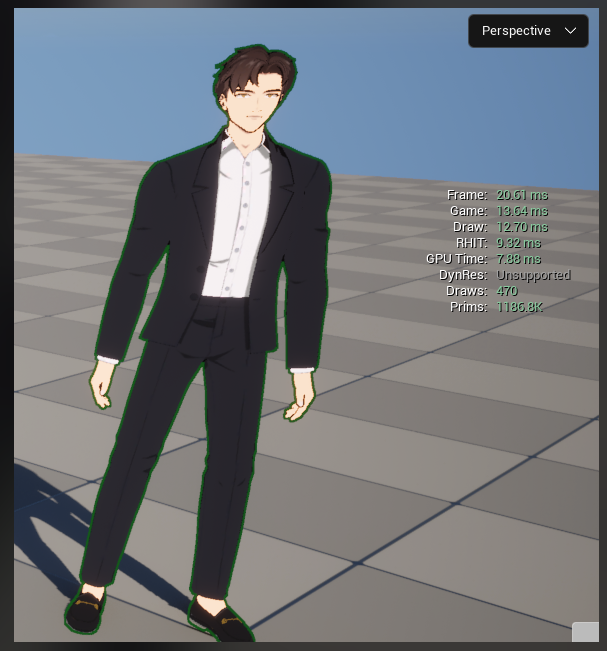 Perspective
Frame: 20.61 ms
Game: 13.64 ms
Draw: 12.70 ms
RHIT: 9.32 ms
GPU Time: 7.88 ms
DynRes: Unsupported
Draws: 470
Prims: 1186.8K